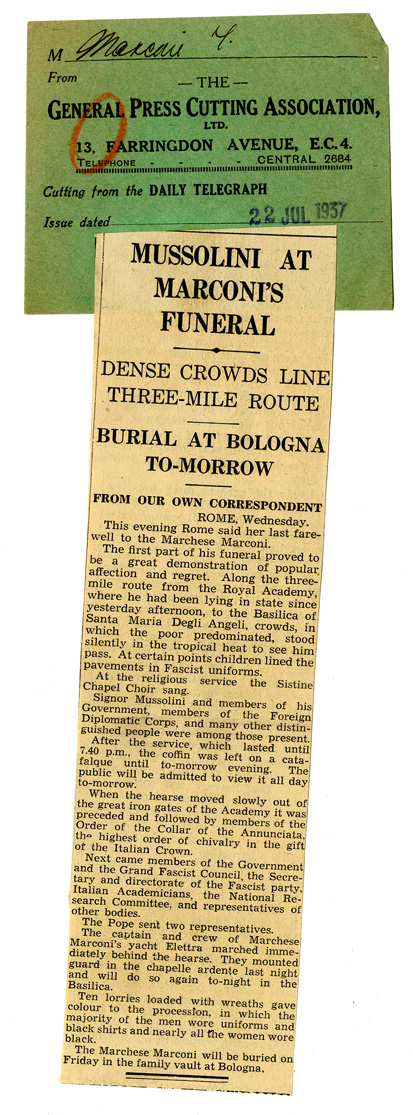 M Marconi
From
— THE —
GENERAL PRESS CUTTING ASSOCIATION,
LTD.
13, FARRINGDON AVENUE, E.C. 4.
TELEPHONE - - - - CENTRAL 2684
Cutting from the DAILY TELEGRAPH
Issue dated 22 JUL 1937
MUSSOLINI AT
MARCONI'S
FUNERAL
DENSE CROWDS LINE
THREE-MILE ROUTE
BURIAL AT BOLOGNA
TO-MORROW
FROM OUR OWN CORRESPONDENT
ROME, Wednesday.
This evening Rome said her last fare-
well to the Marchese Marconi.
The first part of his funeral proved to
be a great demonstration of popular
affection and regret. Along the three-
mile route from the Royal Academy,
where he had been lying in state since
yesterday afternoon, to the Basilica of
Santa Maria Degli Angeli, crowds, in
which the poor predominated, stood
silently in the tropical heat to see him
pass. At certain points children lined the
pavements in Fascist uniforms.
At the religious service the Sistine
Chapel Choir sang.
Signor Mussolini and members of his
Government, members of the Foreign
Diplomatic Corps, and many other distin-
guished people were among those present.
After the service, which lasted until
7.40 p.m., the coffin was left on a cata-
falque until to-morrow evening. The
public will be admitted to view it all day
to-morrow.
When the hearse moved slowly out of
the great iron gates of the Academy it was
preceded and followed by members of the
Order of the Collar of the Annunciata,
the highest order of chivalry in the gift
of the Italian Crown.
Next came members of the Government
and the Grand Fascist Council, the Secre-
tary and directorate of the Fascist party,
Italian Academicians, the National Re-
search Committee, and representatives of
other bodies.
The Pope sent two representatives.
The captain and crew of Marchese
Marconi's yacht Elettra marched imme-
diately behind the hearse. They mounted
guard in the chapelle ardente last night
and will do so again to-night in the
Basilica.
Ten lorries loaded with wreaths gave
colour to the procession, in which the
majority of the men wore uniforms and
black shirts and nearly all the women wore
black.
The Marchese Marconi will be buried on
Friday in the family vault at Bologna.